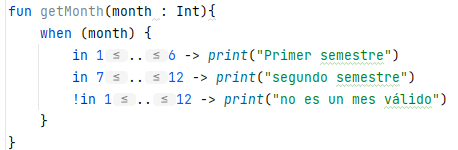 fun getMonth(month : Int){
when (month) {
in 1 ≤ .. ≤ 6 -> print("Primer semestre")
in 7 ≤ .. ≤ 12 -> print("segundo semestre")
!in 1 ≤ .. ≤ 12 -> print("no es un mes válido")
}
}